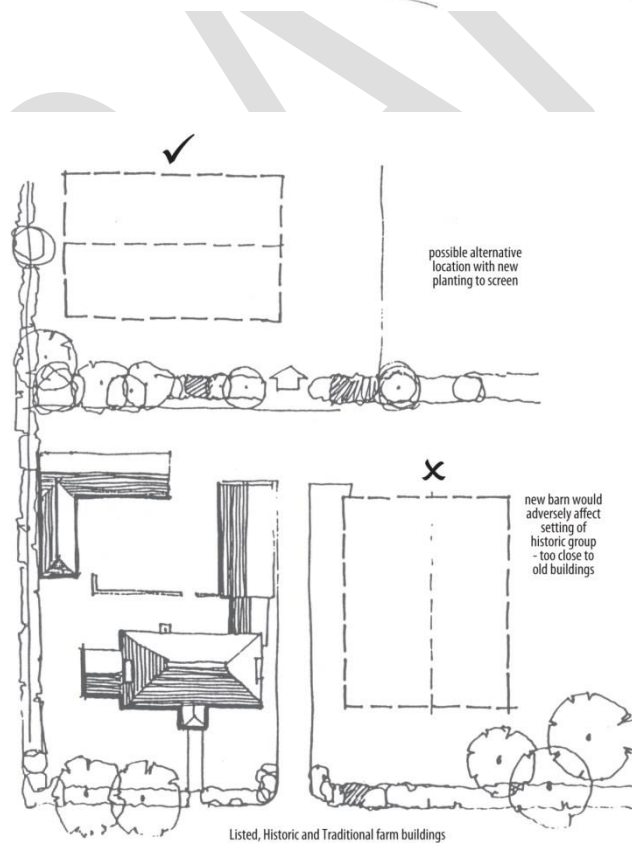 possible alternative
location with new
planting to screen
new barn would
adversely affect
setting of
historic group
- too close to
old buildings
Listed, Historic and Traditional farm buildings